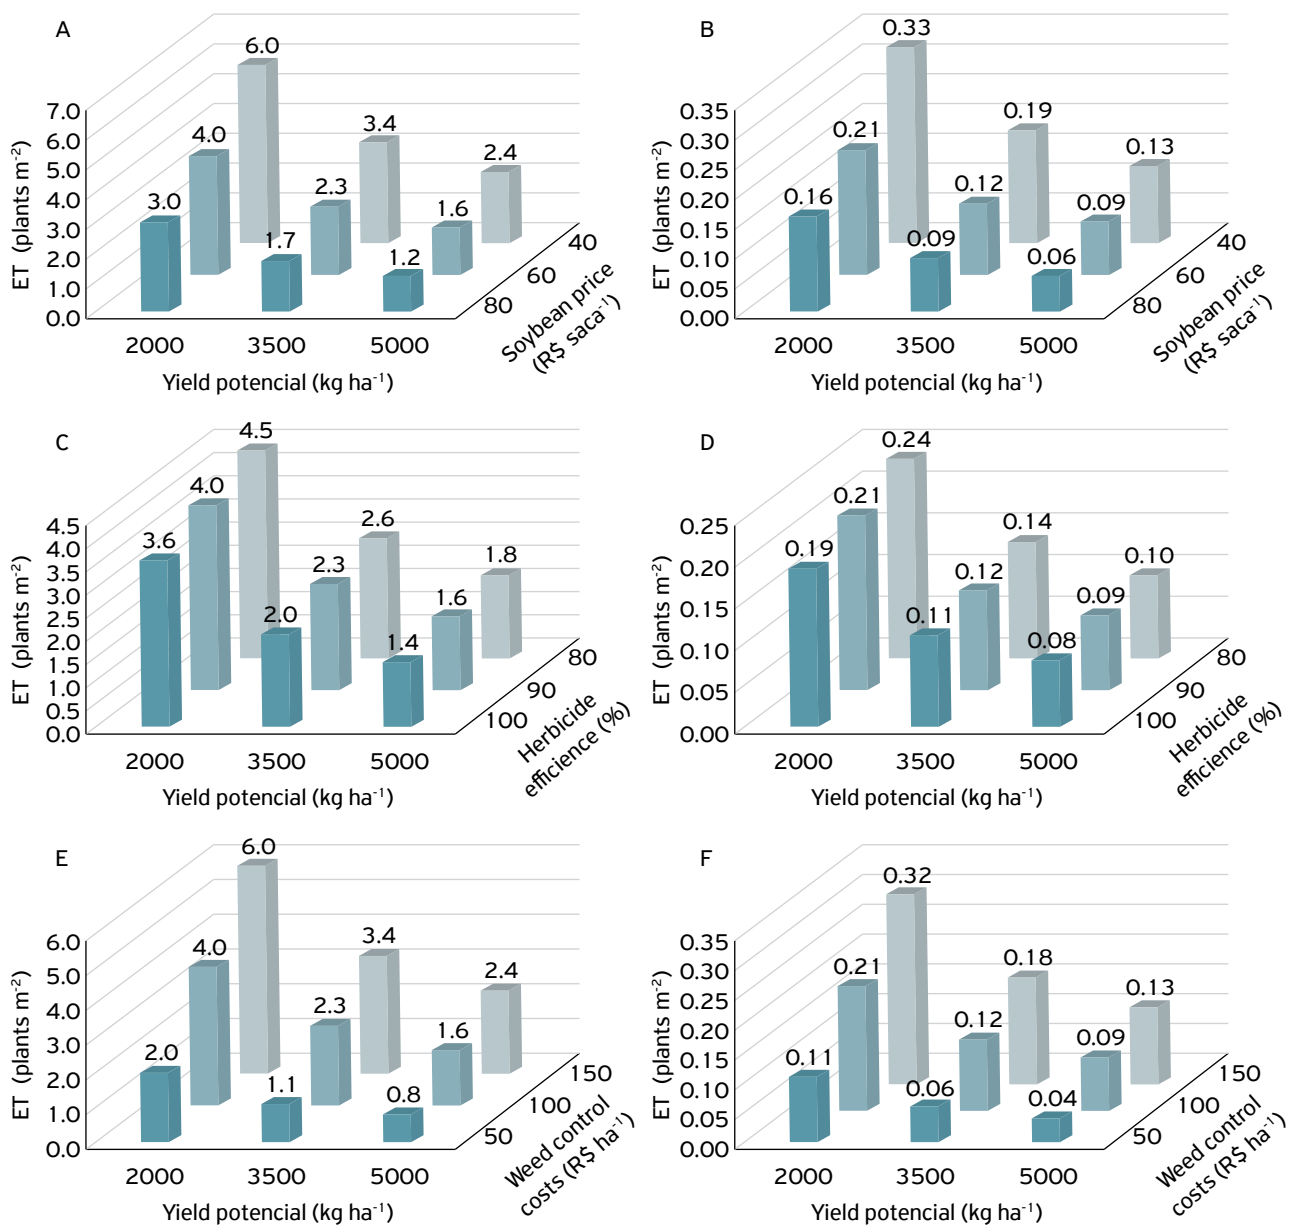 A
7.0
6.0
5.0
4.0
3.0
2.0
1.0
0.0
ET (plants m-2)
6.0
4.0
3.0
3.4
2.3
1.7
2.4
1.6
1.2
2000 3500 5000
Yield potencial (kg ha-1)
80 60 40
Soybean price
(R$ saca-1)
B
0.35
0.30
0.25
0.20
0.15
0.10
0.05
0.00
ET (plants m-2)
0.33
0.21
0.16
0.19
0.12
0.09
0.13
0.09
0.06
2000 3500 5000
Yield potencial (kg ha-1)
80 60 40
Soybean price
(R$ saca-1)
C
4.5
4.0
3.5
3.0
2.5
2.0
1.5
1.0
0.5
0.0
ET (plants m-2)
4.5
4.0
3.6
2.6
2.3
2.0
1.8
1.6
1.4
2000 3500 5000
Yield potencial (kg ha-1)
100 90 80
Herbicide
efficience (%)
D
0.25
0.20
0.15
0.10
0.05
0.00
ET (plants m-2)
0.24
0.21
0.19
0.14
0.12
0.11
0.10
0.09
0.08
2000 3500 5000
Yield potencial (kg ha-1)
100 90 80
Herbicide
efficience (%)
E
6.0
5.0
4.0
3.0
2.0
1.0
0.0
ET (plants m-2)
6.0
4.0
2.0
3.4
2.3
1.1
2.4
1.6
0.8
2000 3500 5000
Yield potencial (kg ha-1)
50 100 150
Weed control
costs (R$ ha-1)
F
0.35
0.30
0.25
0.20
0.15
0.10
0.05
0.00
ET (plants m-2)
0.32
0.21
0.11
0.18
0.12
0.06
0.13
0.09
0.04
2000 3500 5000
Yield potencial (kg ha-1)
50 100 150
Weed control
costs (R$ ha-1)